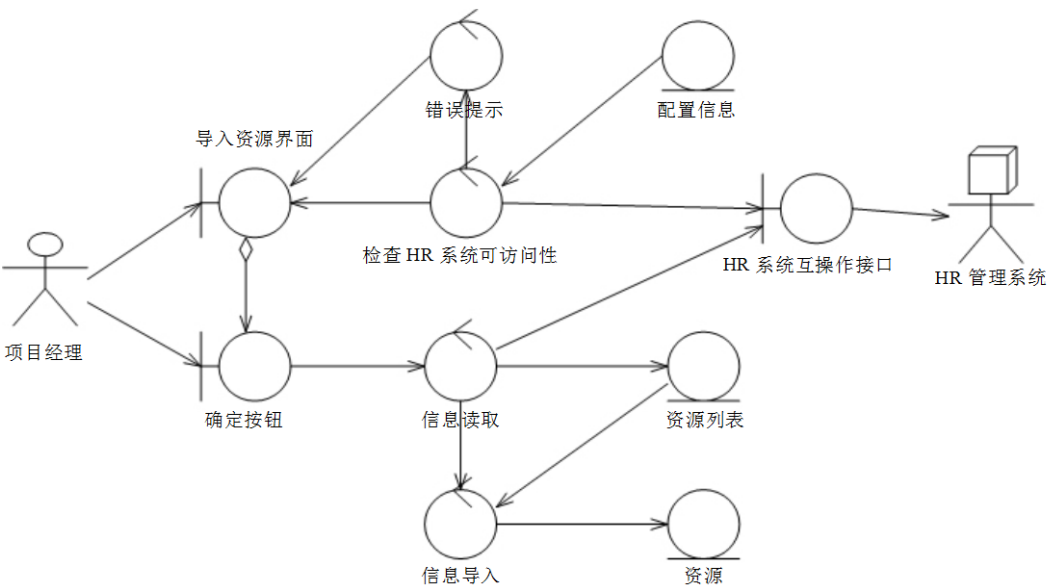 错误提示
配置信息
导入资源界面
检查 HR 系统可访问性
HR 系统互操作接口
HR 管理系统
项目经理
确定按钮
信息读取
资源列表
信息导入
资源